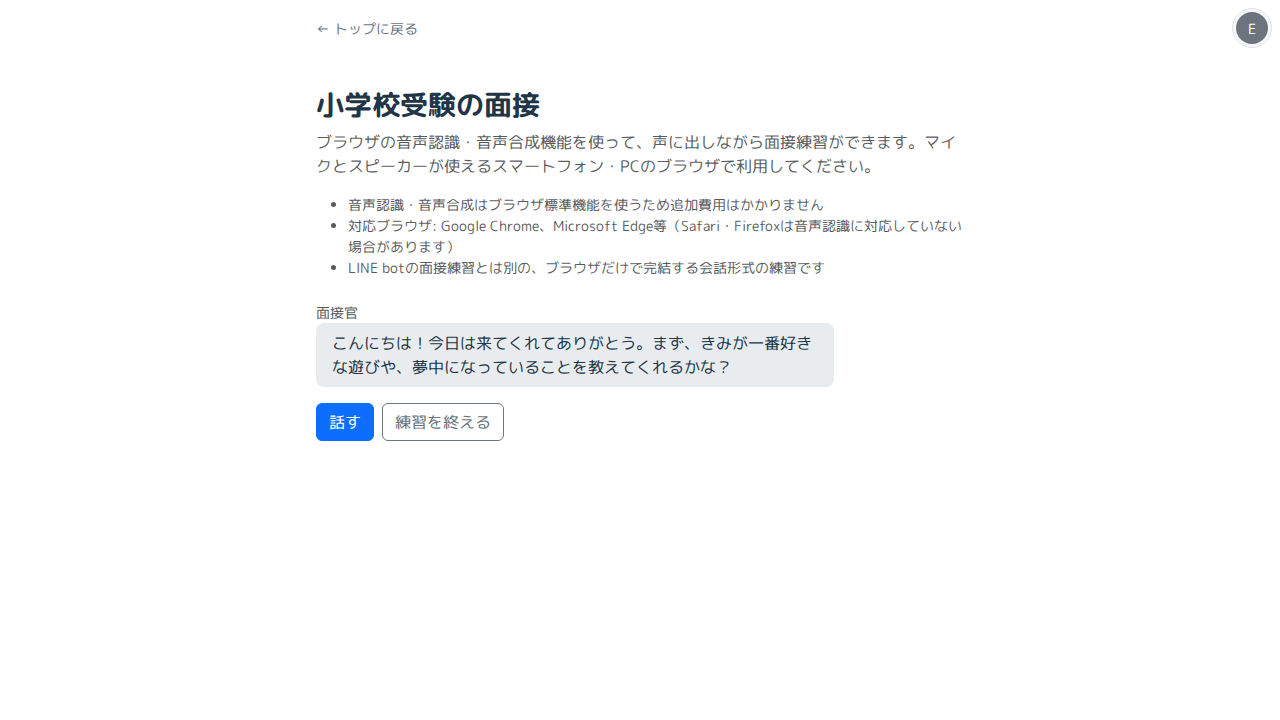 ← トップに戻る
E
小学校受験の面接
ブラウザの音声認識・音声合成機能を使って、声に出しながら面接練習ができます。マイ
クとスピーカーが使えるスマートフォン・PCのブラウザで利用してください。
• 音声認識・音声合成はブラウザ標準機能を使うため追加費用はかかりません
• 対応ブラウザ: Google Chrome、Microsoft Edge等（Safari・Firefoxは音声認識に対応していない
場合があります）
• LINE botの面接練習とは別の、ブラウザだけで完結する会話形式の練習です
面接官
こんにちは！今日は来てくれてありがとう。まず、きみが一番好き
な遊びや、夢中になっていることを教えてくれるかな？
話す
練習を終える